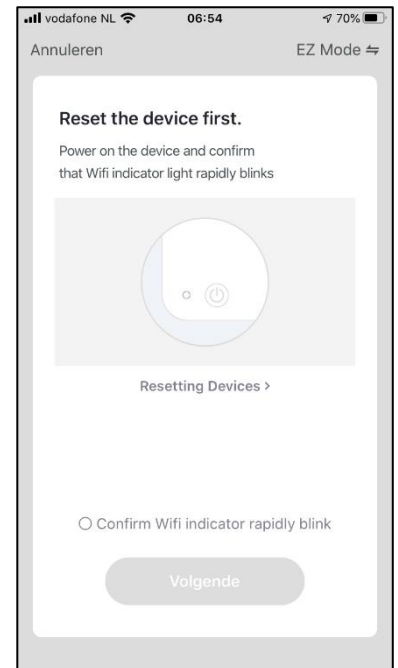 vodafone NL 06:54 70%
Annuleren EZ Mode ⇋
Reset the device first.
Power on the device and confirm
that Wifi indicator light rapidly blinks
Resetting Devices >
Confirm Wifi indicator rapidly blink
Volgende